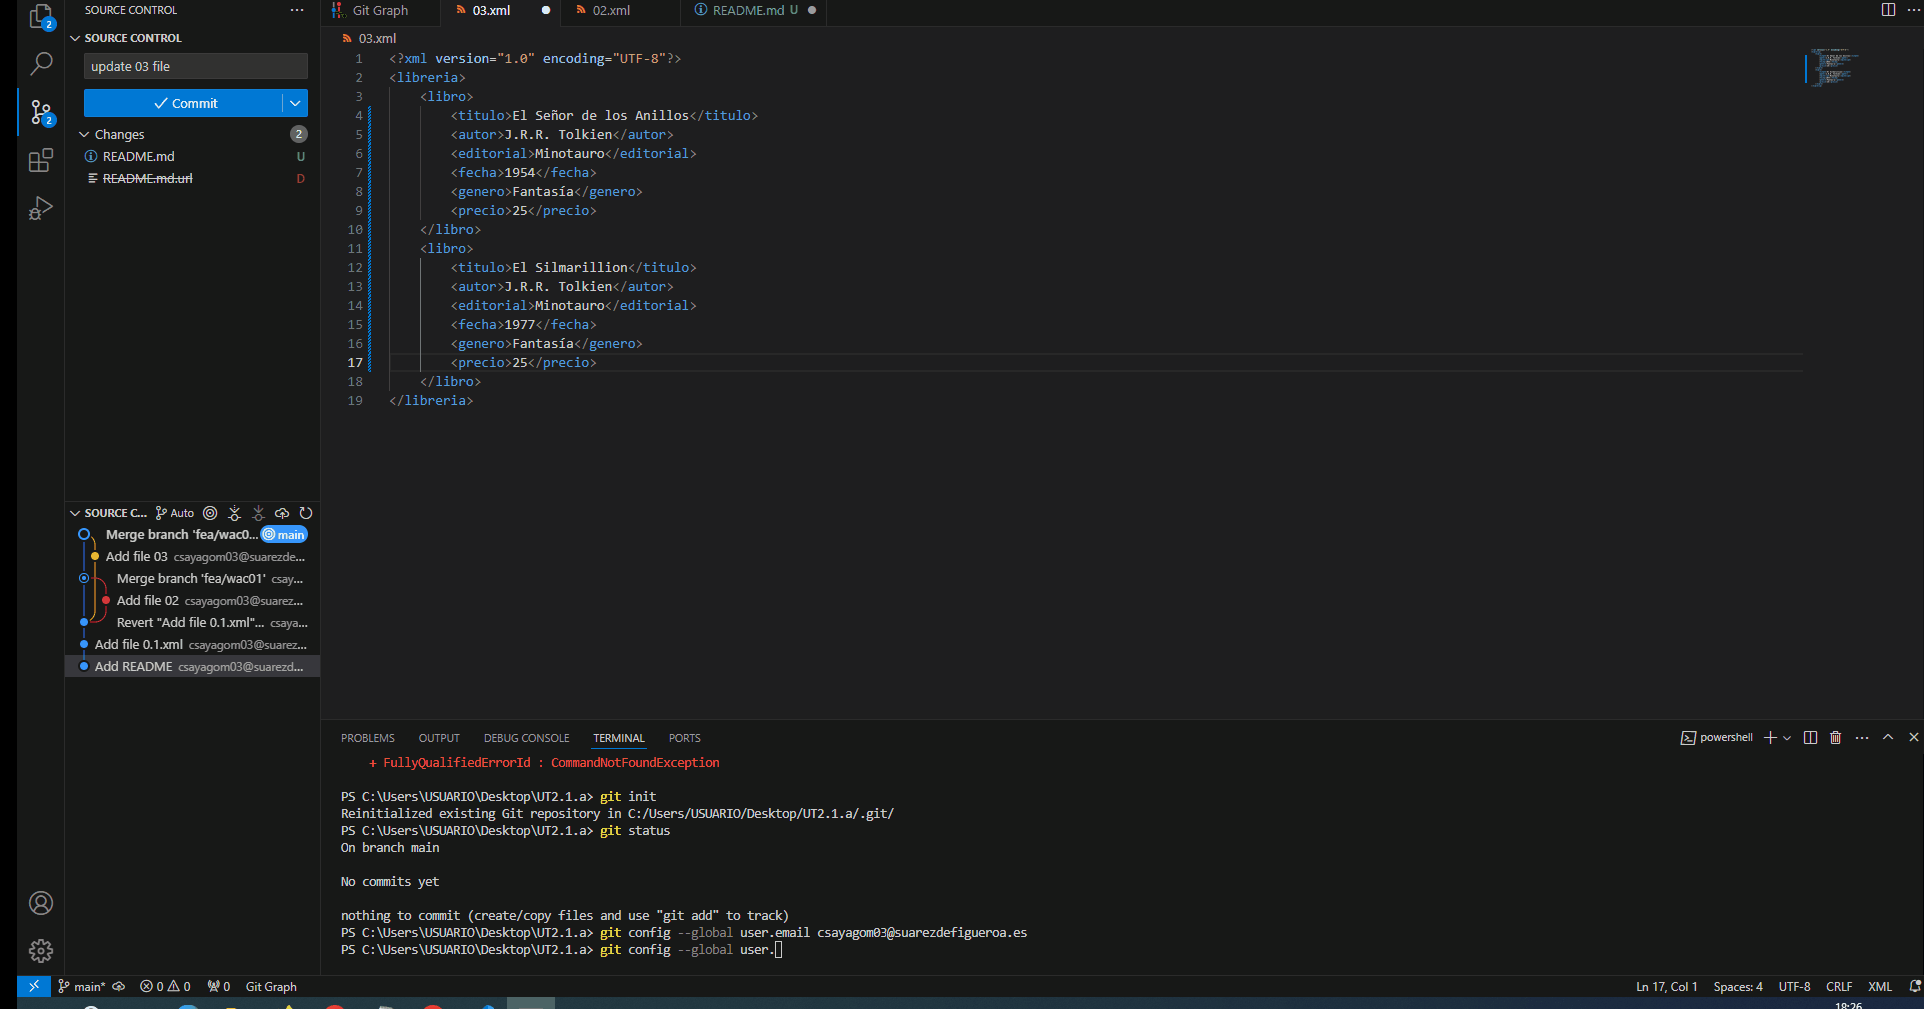 SOURCE CONTROL
SOURCE CONTROL
update 03 file
Commit
Changes 2
README.md U
README.md.url D
2
2
SOURCE C... Auto
Merge branch 'fea/wac0... main
Add file 03 csayagom03@suarezde...
Merge branch 'fea/wac01' csay...
Add file 02 csayagom03@suarez...
Revert "Add file 0.1.xml"... csaya...
Add file 0.1.xml csayagom03@suarez...
Add README csayagom03@suarezd...
Git Graph 03.xml 02.xml README.md U
03.xml
1 <?xml version="1.0" encoding="UTF-8"?>
2 <libreria>
3 <libro>
4 <titulo>El Señor de los Anillos</titulo>
5 <autor>J.R.R. Tolkien</autor>
6 <editorial>Minotauro</editorial>
7 <fecha>1954</fecha>
8 <genero>Fantasía</genero>
9 <precio>25</precio>
10 </libro>
11 <libro>
12 <titulo>El Silmarillion</titulo>
13 <autor>J.R.R. Tolkien</autor>
14 <editorial>Minotauro</editorial>
15 <fecha>1977</fecha>
16 <genero>Fantasía</genero>
17 <precio>25</precio>
18 </libro>
19 </libreria>
PROBLEMS OUTPUT DEBUG CONSOLE TERMINAL PORTS
powershell
+ FullyQualifiedErrorId : CommandNotFoundException
PS C:\Users\USUARIO\Desktop\UT2.1.a> git init
Reinitialized existing Git repository in C:/Users/USUARIO/Desktop/UT2.1.a/.git/
PS C:\Users\USUARIO\Desktop\UT2.1.a> git status
On branch main
No commits yet
nothing to commit (create/copy files and use "git add" to track)
PS C:\Users\USUARIO\Desktop\UT2.1.a> git config --global user.email csayagom03@suarezdefigueroa.es
PS C:\Users\USUARIO\Desktop\UT2.1.a> git config --global user.
main* 0 0 0 Git Graph
Ln 17, Col 1 Spaces: 4 UTF-8 CRLF XML
18:26